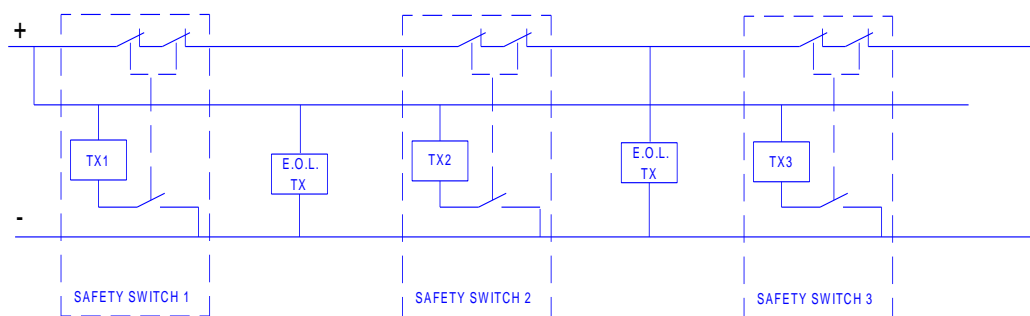 +
TX1
E.O.L.
TX
TX2
E.O.L.
TX
TX3
-
SAFETY SWITCH 1
SAFETY SWITCH 2
SAFETY SWITCH 3